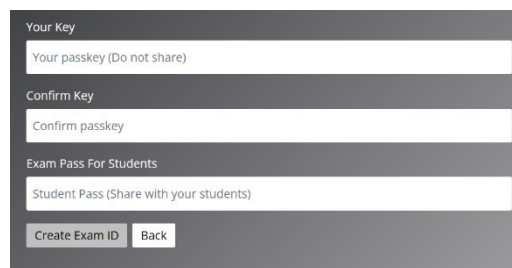 Your Key
Your passkey (Do not share)
Confirm Key
Confirm passkey
Exam Pass For Students
Student Pass (Share with your students)
Create Exam ID Back